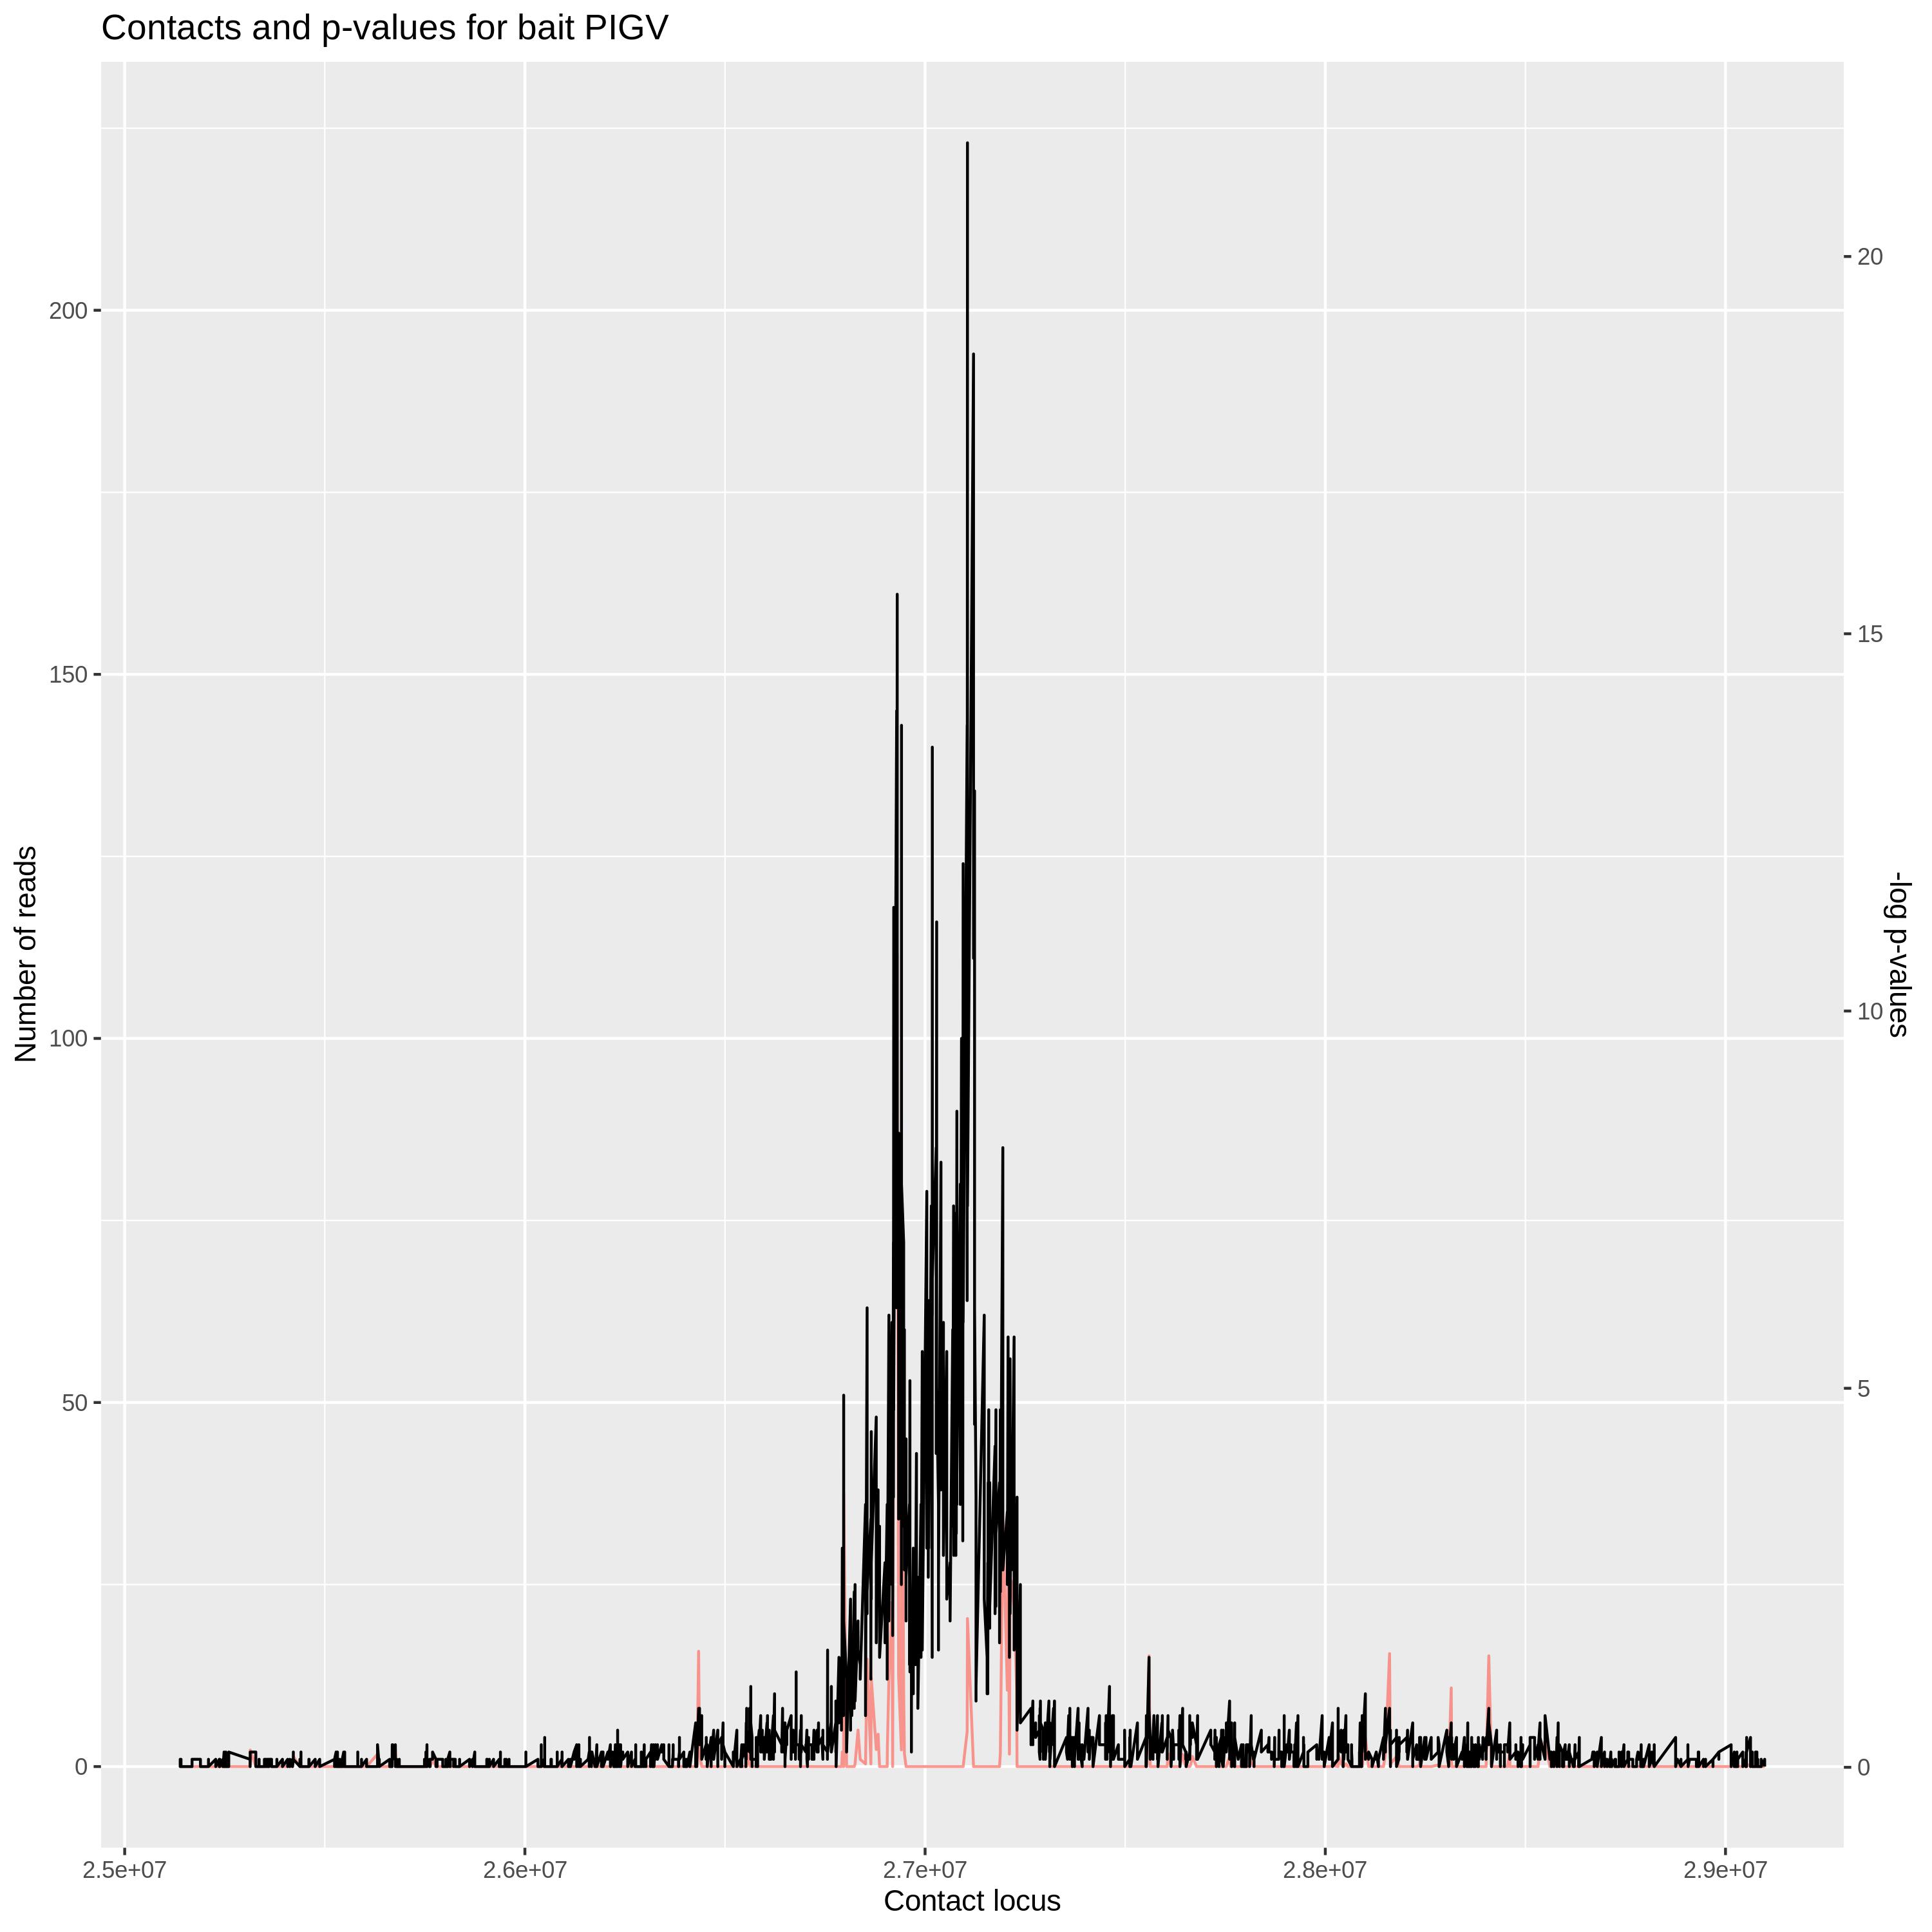 Contacts and p-values for bait PIGV
200
150
100
50
0
Number of reads
20
15
10
5
0
-log p-values
2.5e+07
2.6e+07
2.7e+07
2.8e+07
2.9e+07
Contact locus